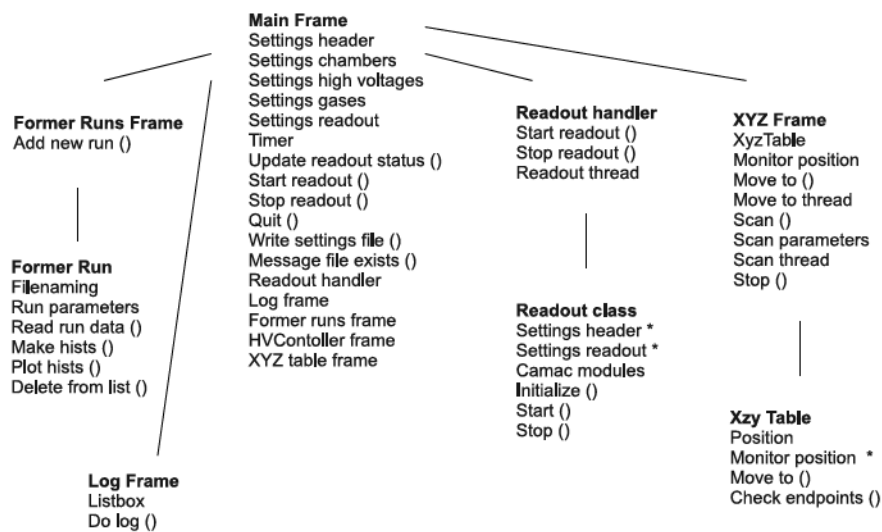 Main Frame
Settings header
Settings chambers
Settings high voltages
Settings gases
Settings readout
Timer
Update readout status ()
Start readout ()
Stop readout ()
Quit ()
Write settings file ()
Message file exists ()
Readout handler
Log frame
Former runs frame
HVContoller frame
XYZ table frame
Former Runs Frame
Add new run ()
Former Run
Filenaming
Run parameters
Read run data ()
Make hists ()
Plot hists ()
Delete from list ()
Log Frame
Listbox
Do log ()
Readout handler
Start readout ()
Stop readout ()
Readout thread
Readout class
Settings header *
Settings readout *
Camac modules
Initialize ()
Start ()
Stop ()
XYZ Frame
XyzTable
Monitor position
Move to ()
Move to thread
Scan ()
Scan parameters
Scan thread
Stop ()
Xzy Table
Position
Monitor position *
Move to ()
Check endpoints ()